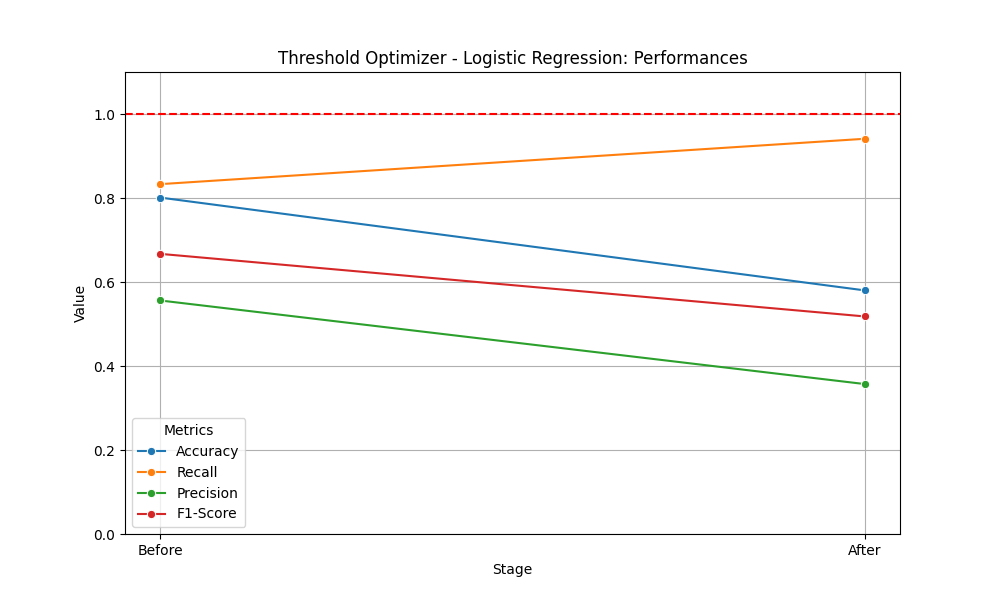 Threshold Optimizer - Logistic Regression: Performances
1.0
0.8
0.6
0.4
0.2
0.0
Value
Metrics
Accuracy
Recall
Precision
F1-Score
Before
After
Stage